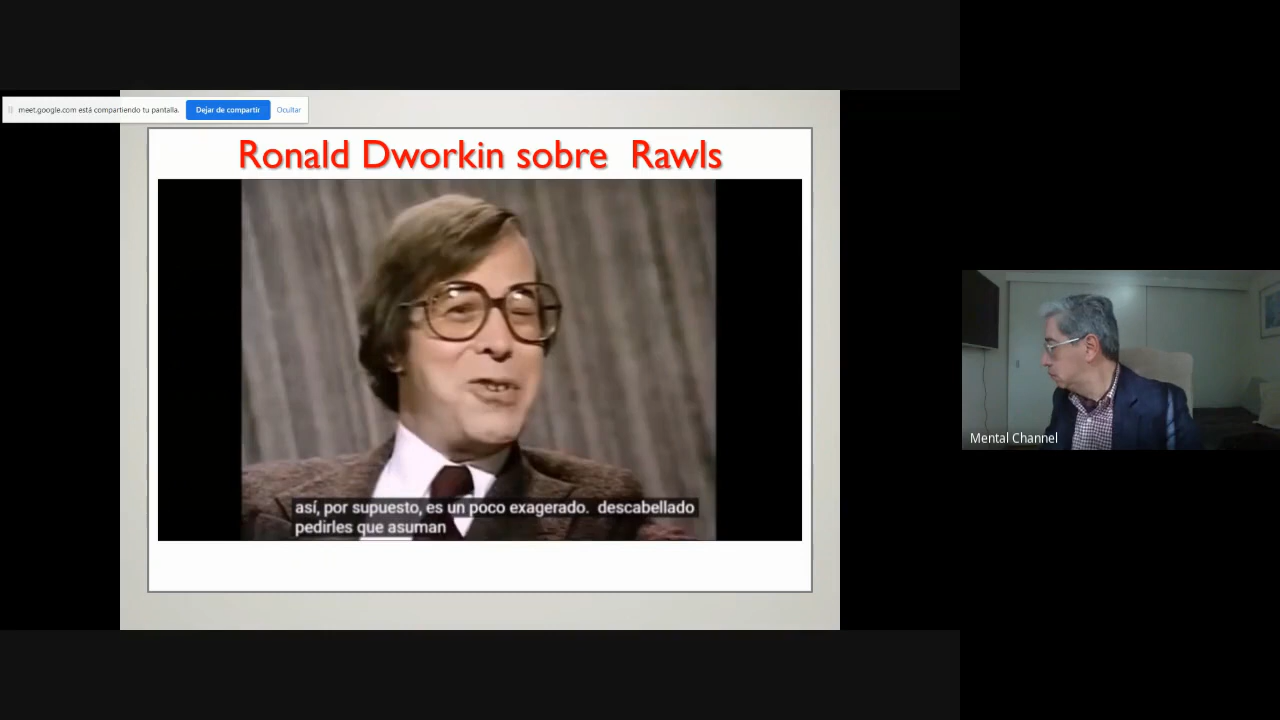 meet.google.com está compartiendo tu pantalla.
Dejar de compartir
Ocultar
Ronald Dworkin sobre Rawls
así, por supuesto, es un poco exagerado. descabellado
pedirles que asuman
Mental Channel